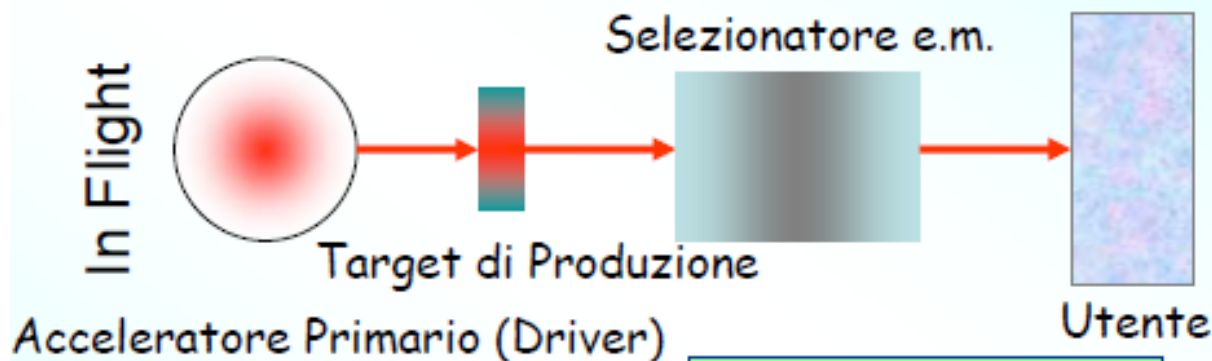 In Flight
Selezionatore e.m.
Target di Produzione
Acceleratore Primario (Driver)
Utente